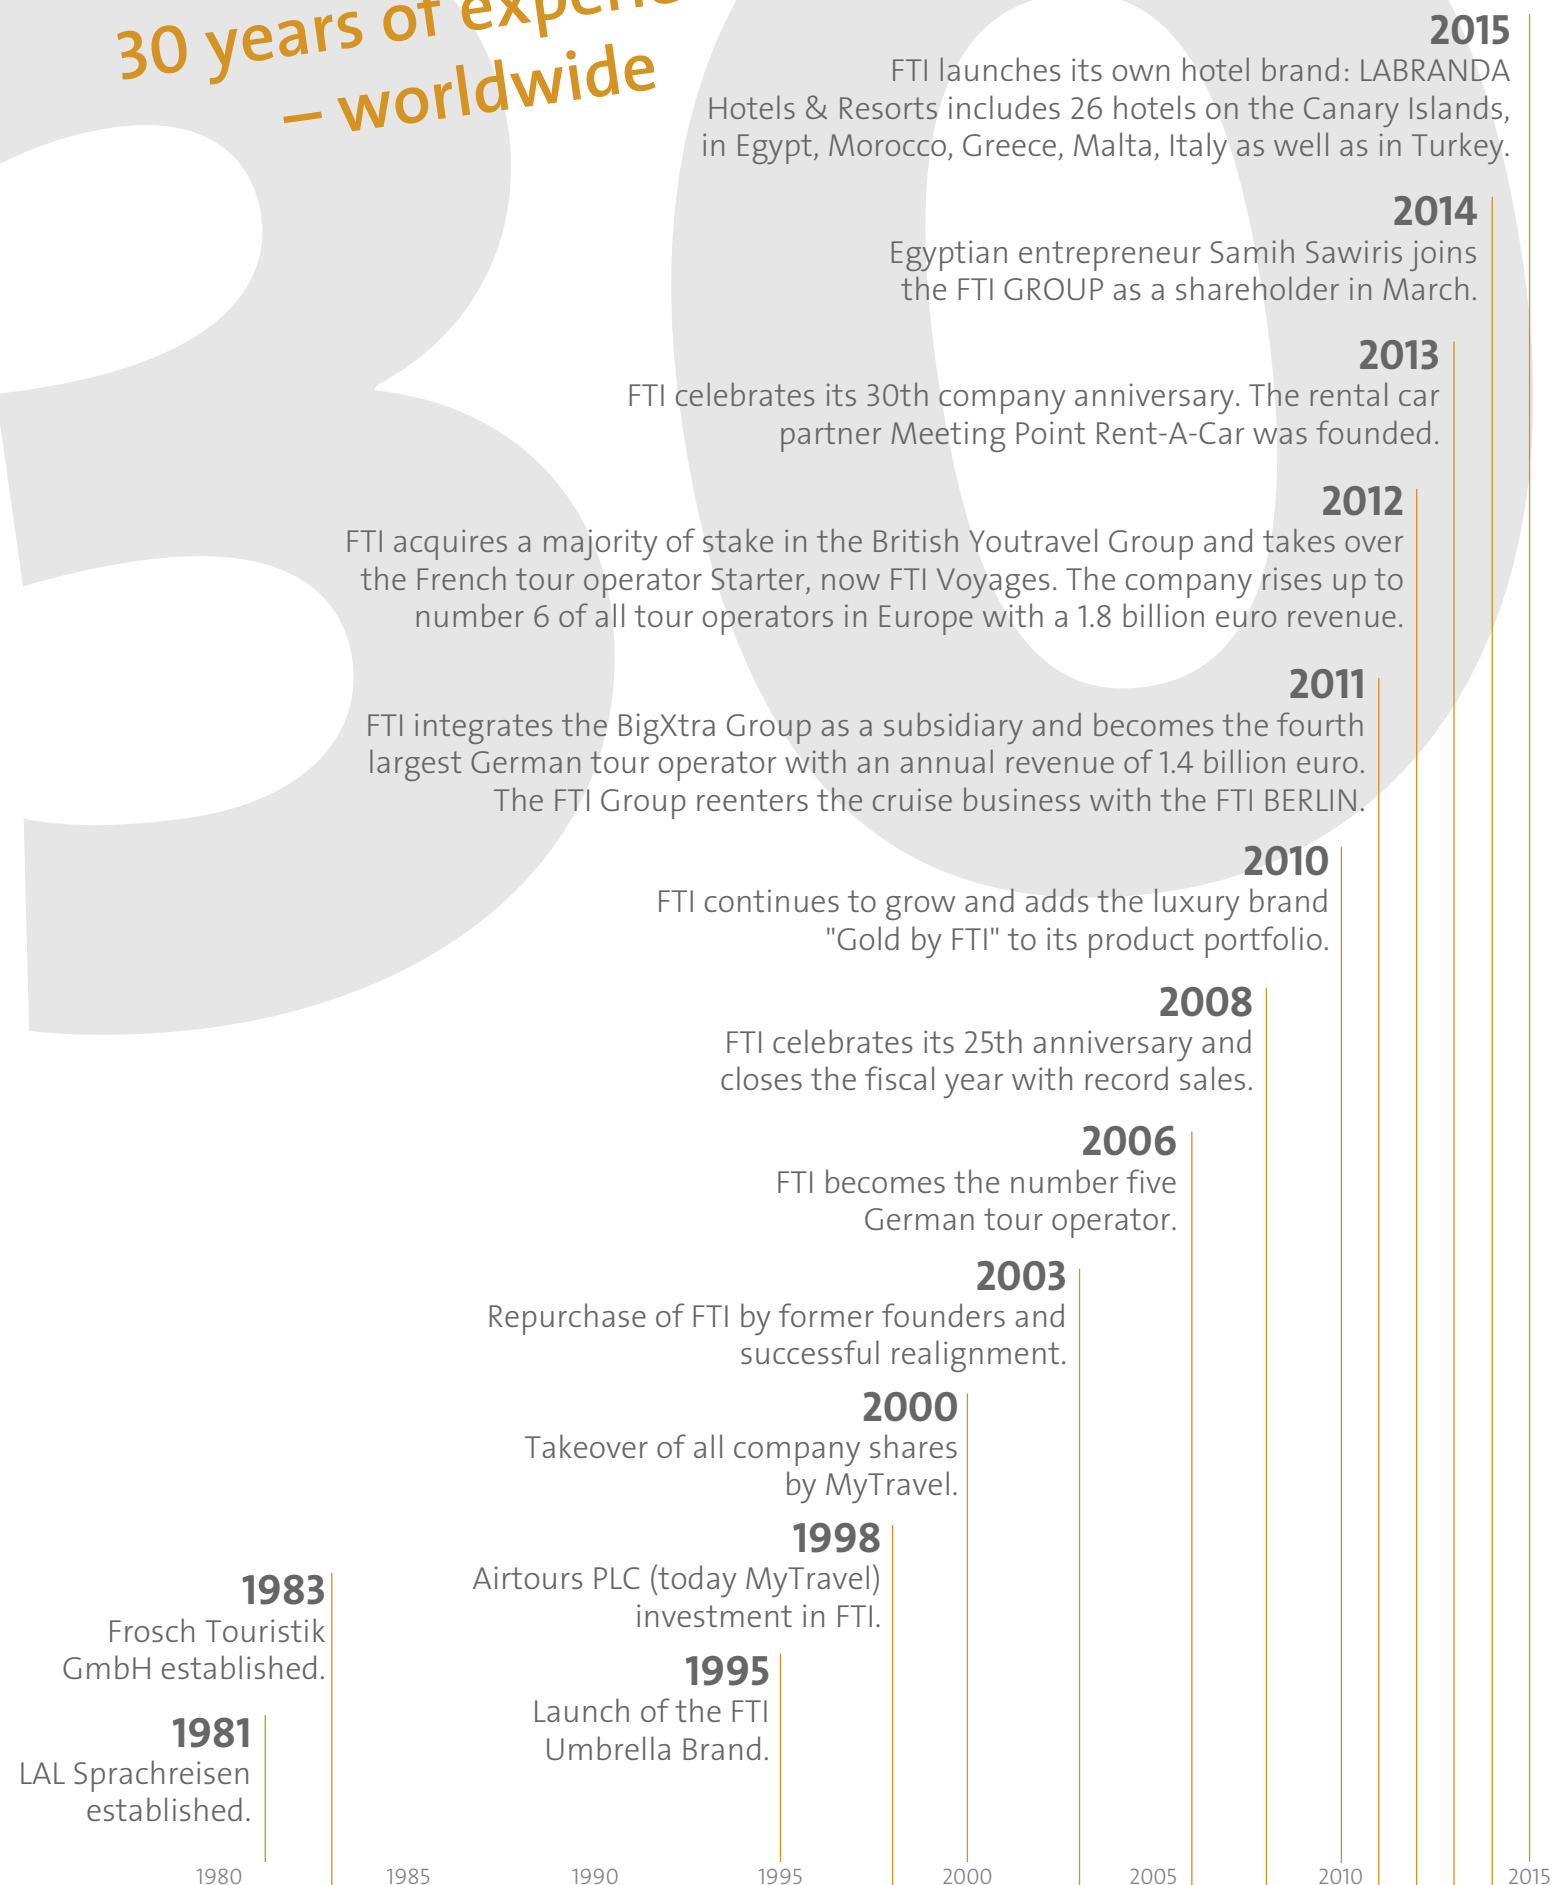 30 years of
– worldwide
2015
FTI launches its own hotel brand: LABRANDA
Hotels & Resorts includes 26 hotels on the Canary Islands,
in Egypt, Morocco, Greece, Malta, Italy as well as in Turkey.
2014
Egyptian entrepreneur Samih Sawiris joins
the FTI GROUP as a shareholder in March.
2013
FTI celebrates its 30th company anniversary. The rental car
partner Meeting Point Rent-A-Car was founded.
2012
FTI acquires a majority of stake in the British Youtravel Group and takes over
the French tour operator Starter, now FTI Voyages. The company rises up to
number 6 of all tour operators in Europe with a 1.8 billion euro revenue.
2011
FTI integrates the BigXtra Group as a subsidiary and becomes the fourth
largest German tour operator with an annual revenue of 1.4 billion euro.
The FTI Group reenters the cruise business with the FTI BERLIN.
2010
FTI continues to grow and adds the luxury brand
"Gold by FTI" to its product portfolio.
2008
FTI celebrates its 25th anniversary and
closes the fiscal year with record sales.
2006
FTI becomes the number five
German tour operator.
2003
Repurchase of FTI by former founders and
successful realignment.
2000
Takeover of all company shares
by MyTravel.
1998
Airtours PLC (today MyTravel)
investment in FTI.
1995
Launch of the FTI
Umbrella Brand.
1983
Frosch Touristik
GmbH established.
1981
LAL Sprachreisen
established.
1980 1985 1990 1995 2000 2005 2010 2015
30